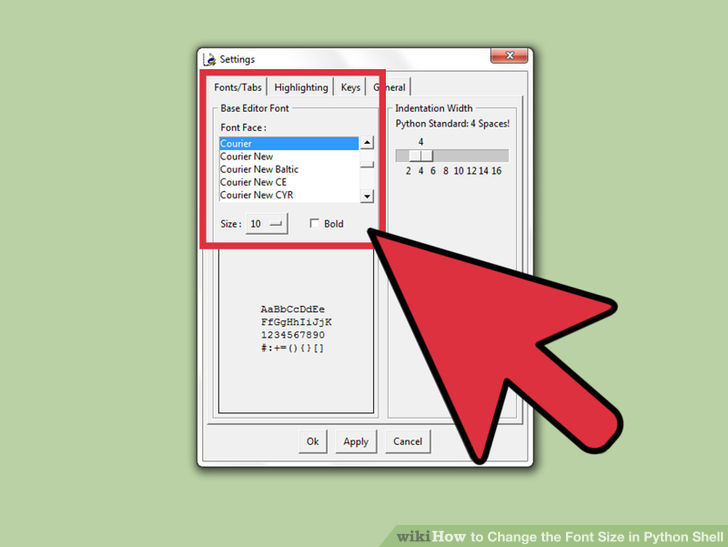 Settings
Fonts/Tabs Highlighting Keys General
Base Editor Font
Font Face :
Courier
Courier New
Courier New Baltic
Courier New CE
Courier New CYR
Size : 10 Bold
AaBbCcDdEe
FfGgHhIiJjK
1234567890
#:+=(){}[]
Indentation Width
Python Standard: 4 Spaces!
4
2 4 6 8 10 12 14 16
Ok Apply Cancel
wikiHow to Change the Font Size in Python Shell